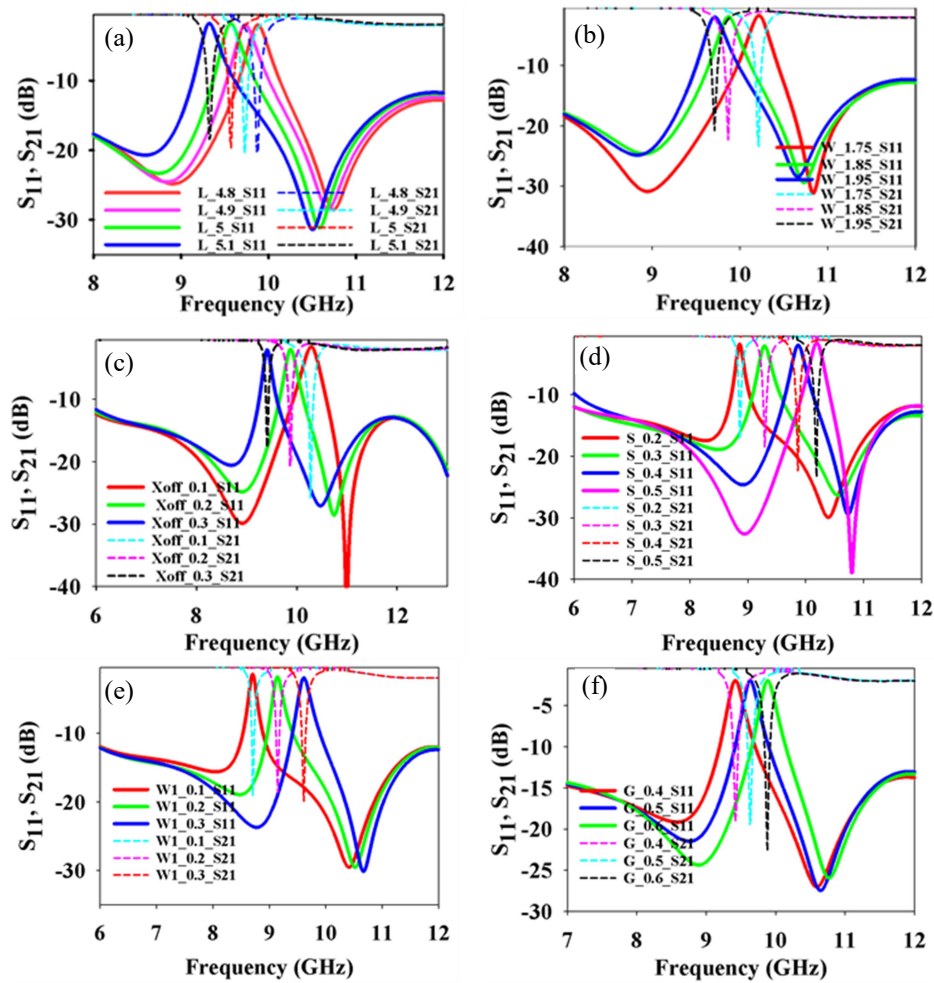 (a)
S11, S21 (dB)
-10
-20
-30
L_4.8_S11
L_4.9_S11
L_5_S11
L_5.1_S11
L_4.8_S21
L_4.9_S21
L_5_S21
L_5.1_S21
8 9 10 11 12
Frequency (GHz)
(b)
S11, S21 (dB)
-10
-20
-30
-40
W_1.75_S11
W_1.85_S11
W_1.95_S11
W_1.75_S21
W_1.85_S21
W_1.95_S21
8 9 10 11 12
Frequency (GHz)
(c)
S11, S21 (dB)
-10
-20
-30
-40
Xoff_0.1_S11
Xoff_0.2_S11
Xoff_0.3_S11
Xoff_0.1_S21
Xoff_0.2_S21
Xoff_0.3_S21
6 8 10 12
Frequency (GHz)
(d)
S11, S21 (dB)
-10
-20
-30
-40
S_0.2_S11
S_0.3_S11
S_0.4_S11
S_0.5_S11
S_0.2_S21
S_0.3_S21
S_0.4_S21
S_0.5_S21
6 7 8 9 10 11 12
Frequency (GHz)
(e)
S11, S21 (dB)
-10
-20
-30
W1_0.1_S11
W1_0.2_S11
W1_0.3_S11
W1_0.1_S21
W1_0.2_S21
W1_0.3_S21
6 7 8 9 10 11 12
Frequency (GHz)
(f)
S11, S21 (dB)
-5
-10
-15
-20
-25
-30
G_0.4_S11
G_0.5_S11
G_0.6_S11
G_0.4_S21
G_0.5_S21
G_0.6_S21
7 8 9 10 11 12
Frequency (GHz)